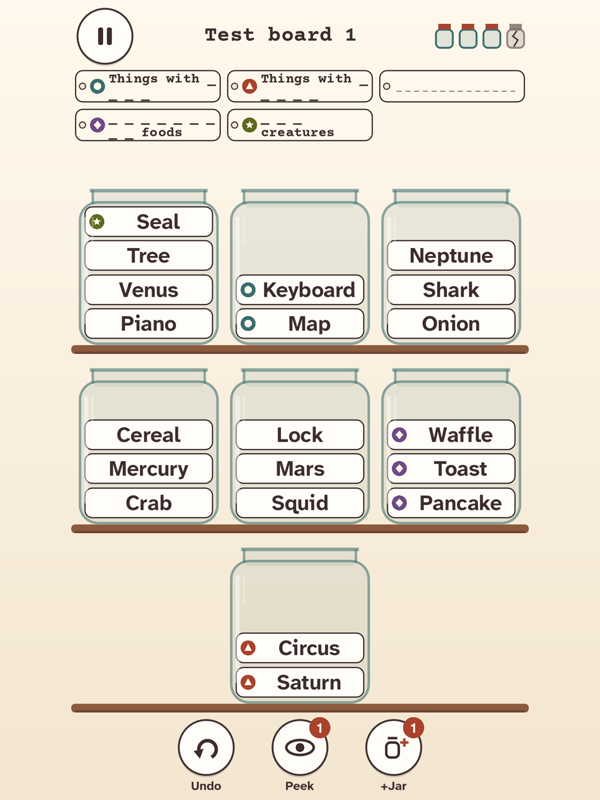 Test board 1
Things with _
_ _ _
Things with _
_ _ _ _
_ _ _ _ _ _ _ _ _ _ _ _ _
_ _ _ _ _ _ _
_ _ foods
_ _ _
creatures
Seal
Tree
Venus
Piano
Keyboard
Map
Neptune
Shark
Onion
Cereal
Mercury
Crab
Lock
Mars
Squid
Waffle
Toast
Pancake
Circus
Saturn
1
1
Undo
Peek
+Jar